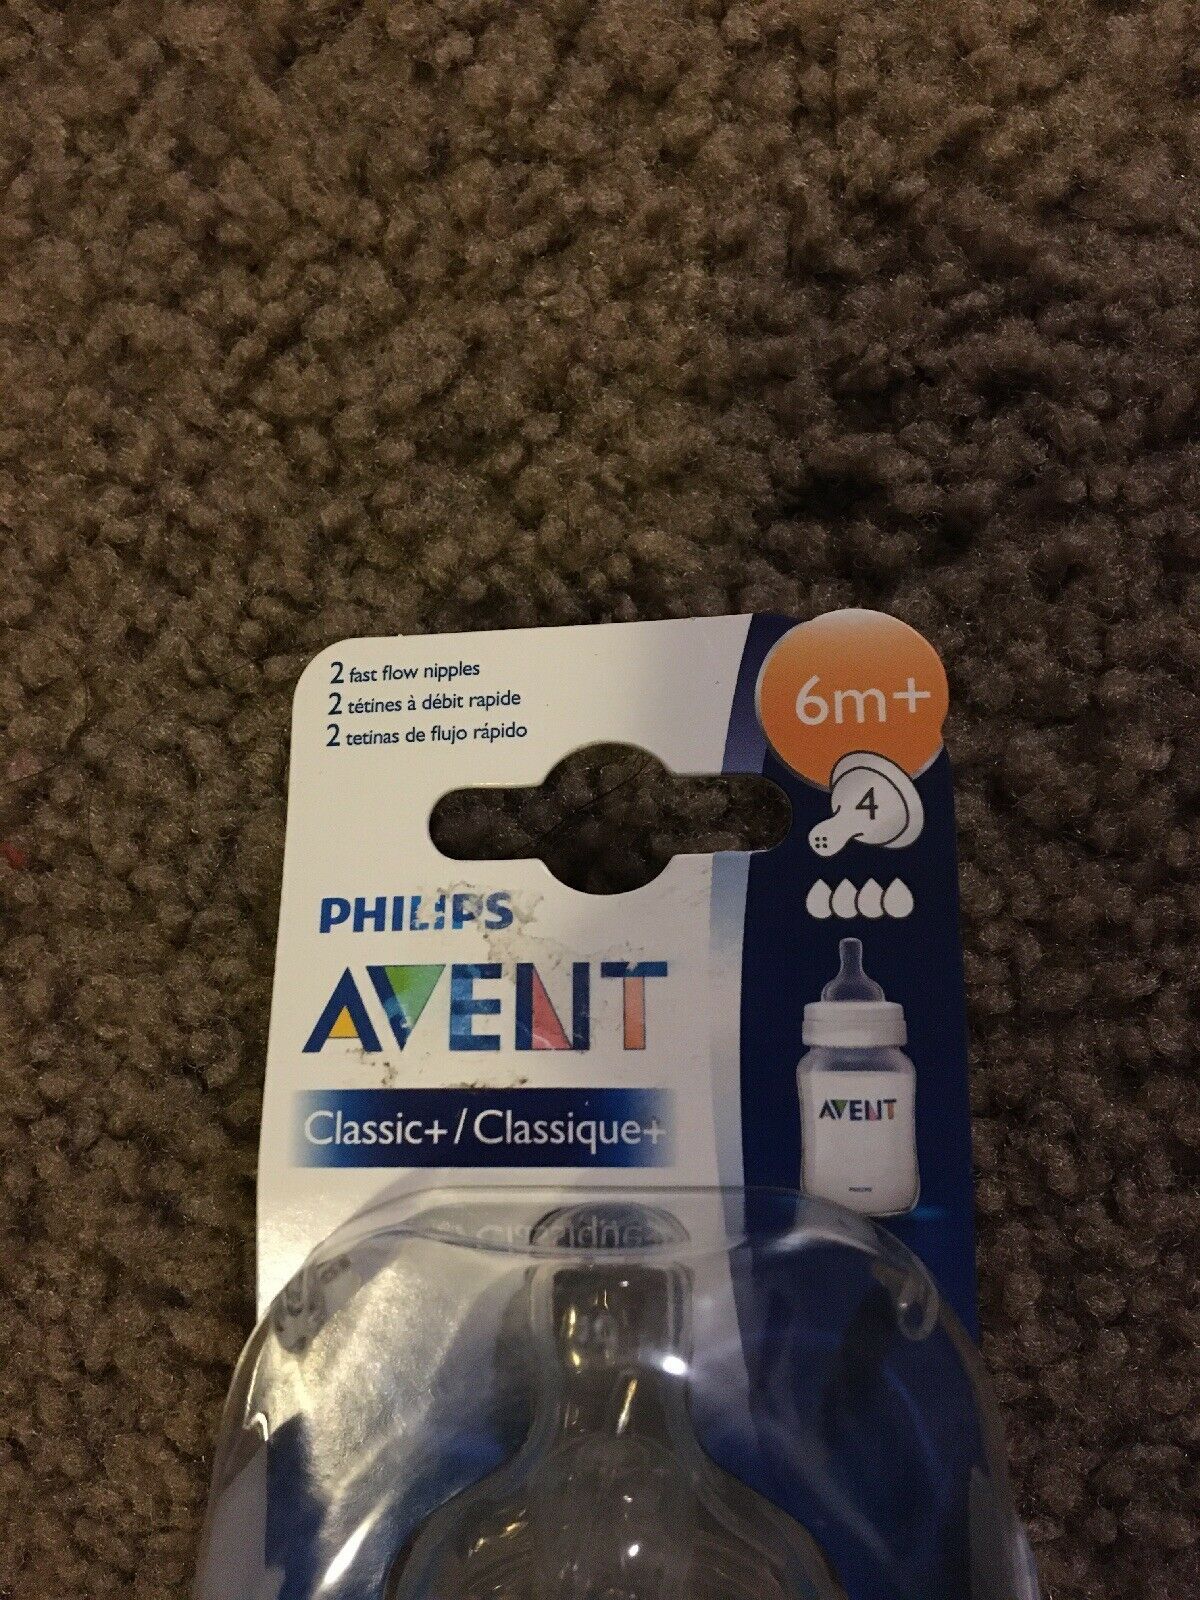 2 fast flow nipples
2 tétines à débit rapide
2 tetinas de flujo rápido
6m+
4
PHILIPS
AVENT
Classic+ / Classique+
AVENT
PHILIPS